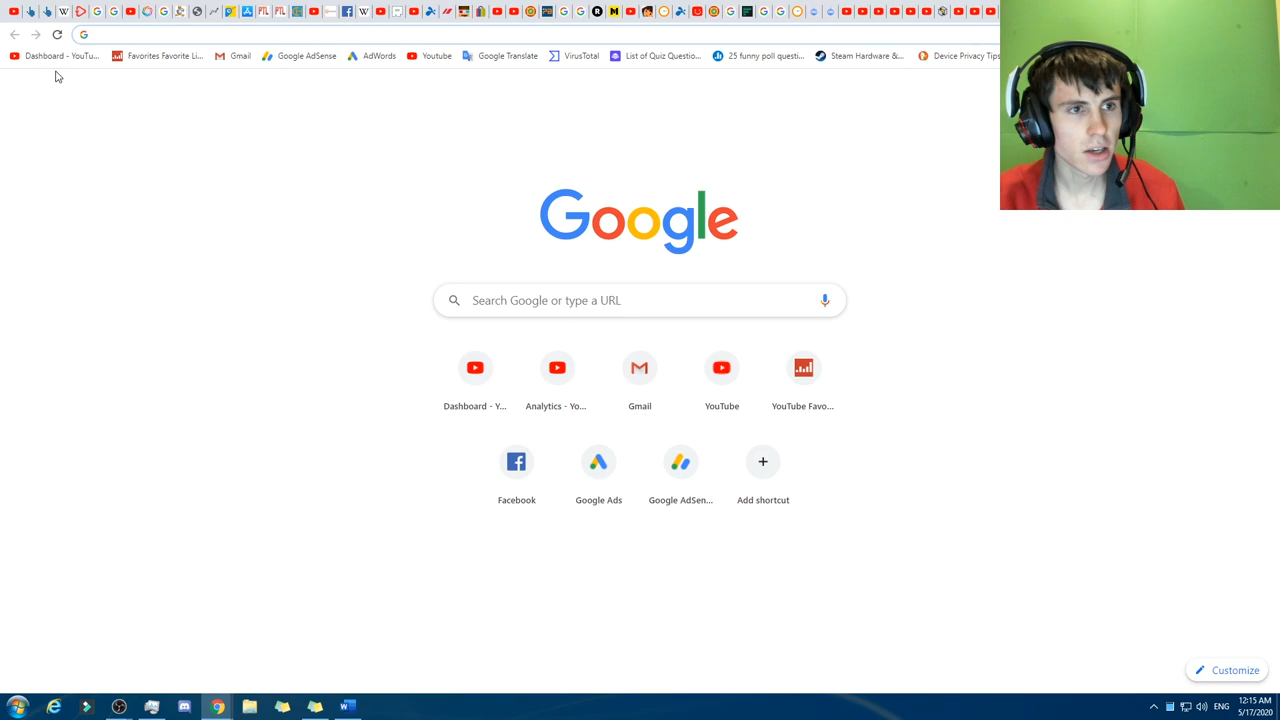 Dashboard - YouTu...
Favorites Favorite Li...
Gmail
Google AdSense
AdWords
Youtube
Google Translate
VirusTotal
List of Quiz Questio...
25 funny poll questi...
Steam Hardware &...
Device Privacy Tips
Google
Search Google or type a URL
Dashboard - Y...
Analytics - Yo...
Gmail
YouTube
YouTube Favo...
Facebook
Google Ads
Google AdSen...
Add shortcut
Customize
ENG
12:15 AM
5/17/2020